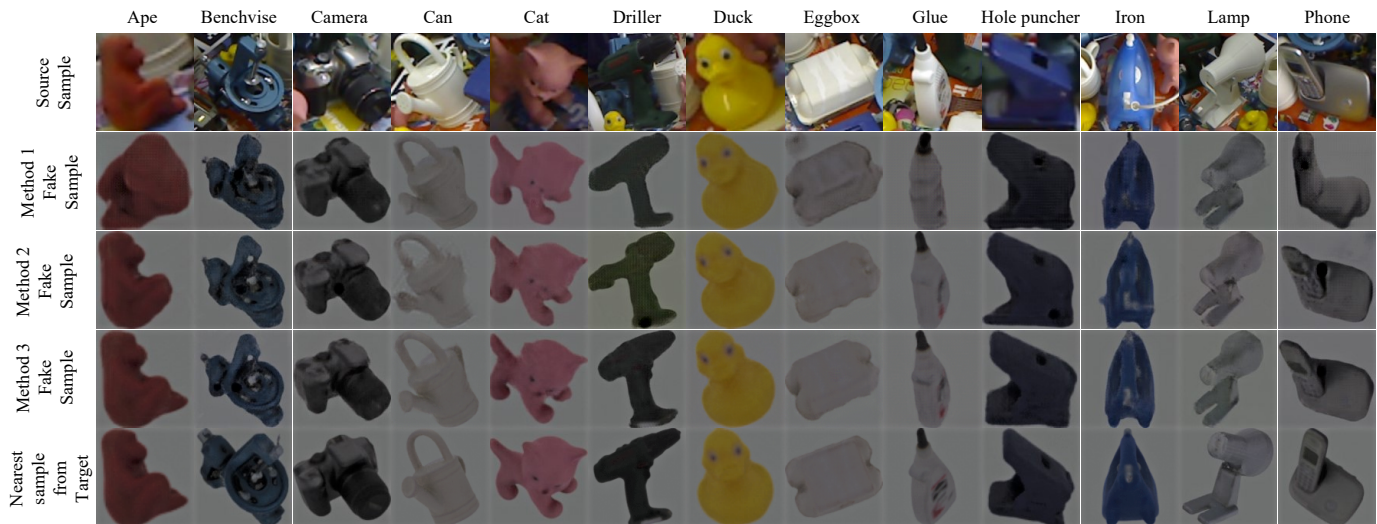 Ape Benchvise Camera Can Cat Driller Duck Eggbox Glue Hole puncher Iron Lamp Phone
Source
Sample
Method 1
Fake
Sample
Method 2
Fake
Sample
Method 3
Fake
Sample
Nearest
sample
from
Target